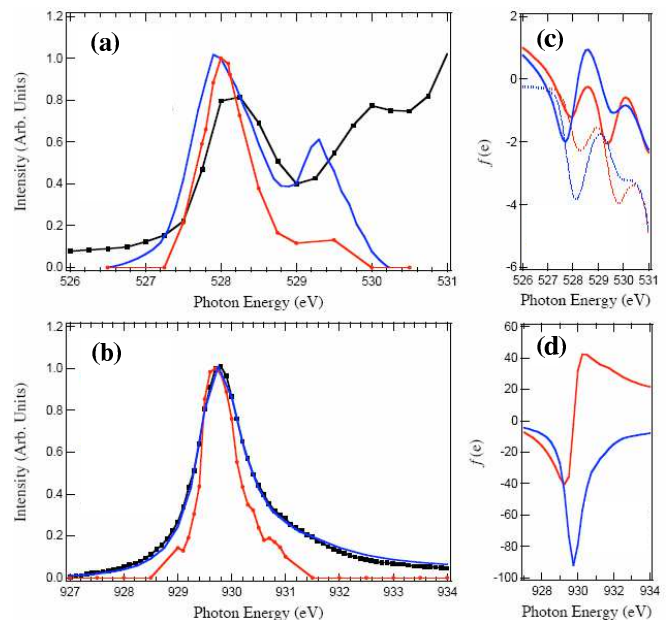 (a)
Intensity (Arb. Units)
1.2
1.0
0.8
0.6
0.4
0.2
0.0
526 527 528 529 530 531
Photon Energy (eV)
(c)
f(e)
2
0
-2
-4
-6
526 527 528 529 530 531
Photon Energy (eV)
(b)
Intensity (Arb. Units)
1.2
1.0
0.8
0.6
0.4
0.2
0.0
927 928 929 930 931 932 933 934
Photon Energy (eV)
(d)
f(e)
60
40
20
0
-20
-40
-60
-80
-100
928 930 932 934
Photon Energy (eV)